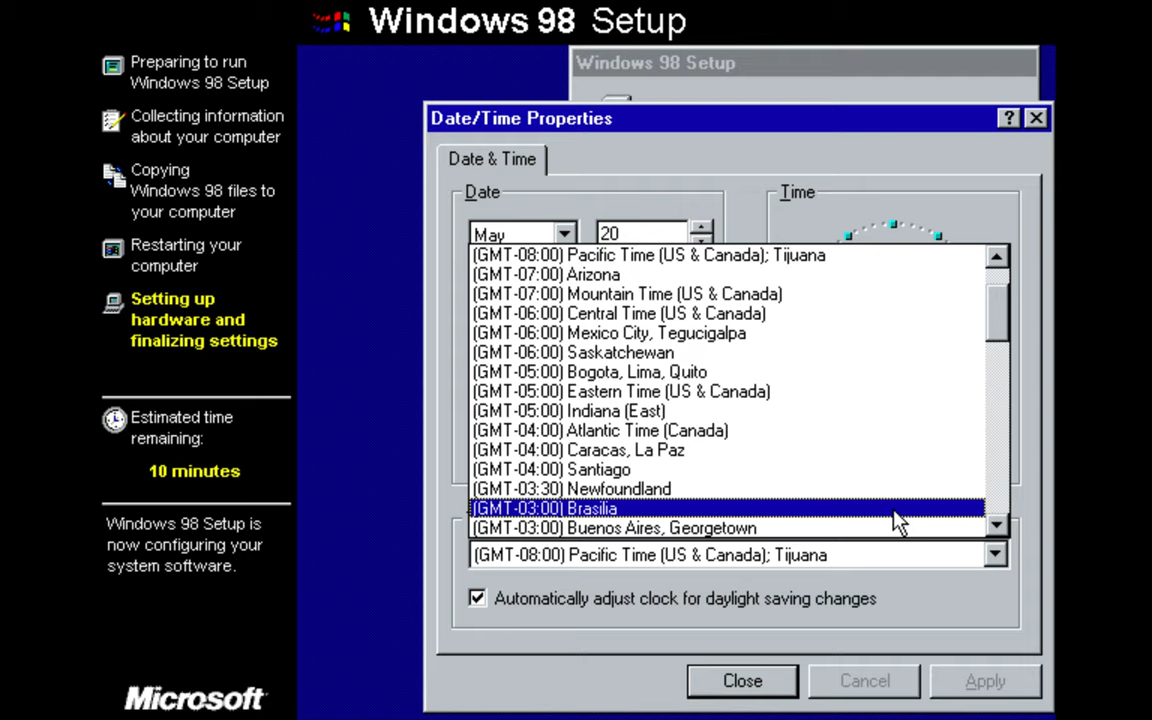 Windows 98 Setup
Preparing to run
Windows 98 Setup
Collecting information
about your computer
Copying
Windows 98 files to
your computer
Restarting your
computer
Setting up
hardware and
finalizing settings
Estimated time
remaining:
10 minutes
Windows 98 Setup is
now configuring your
system software.
Microsoft
Windows 98 Setup
Date/Time Properties
Date & Time
Date
Time
May
20
(GMT-08:00) Pacific Time (US & Canada); Tijuana
(GMT-07:00) Arizona
(GMT-07:00) Mountain Time (US & Canada)
(GMT-06:00) Central Time (US & Canada)
(GMT-06:00) Mexico City, Tegucigalpa
(GMT-06:00) Saskatchewan
(GMT-05:00) Bogota, Lima, Quito
(GMT-05:00) Eastern Time (US & Canada)
(GMT-05:00) Indiana (East)
(GMT-04:00) Atlantic Time (Canada)
(GMT-04:00) Caracas, La Paz
(GMT-04:00) Santiago
(GMT-03:30) Newfoundland
(GMT-03:00) Brasilia
(GMT-03:00) Buenos Aires, Georgetown
(GMT-08:00) Pacific Time (US & Canada); Tijuana
Automatically adjust clock for daylight saving changes
Close
Cancel
Apply